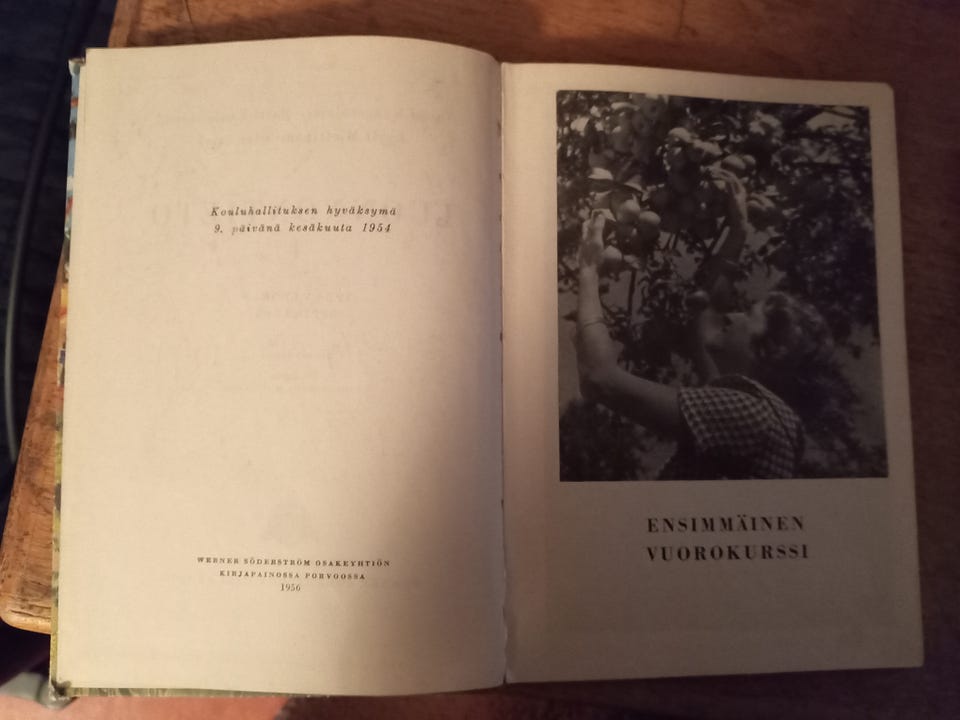 Kouluhallituksen hyväksymä
9. päivänä kesäkuuta 1954
WERNER SÖDERSTRÖM OSAKEYHTIÖN
KIRJAPAINOSSA PORVOOSSA
1956
ENSIMMÄINEN
VUOROKURSSI